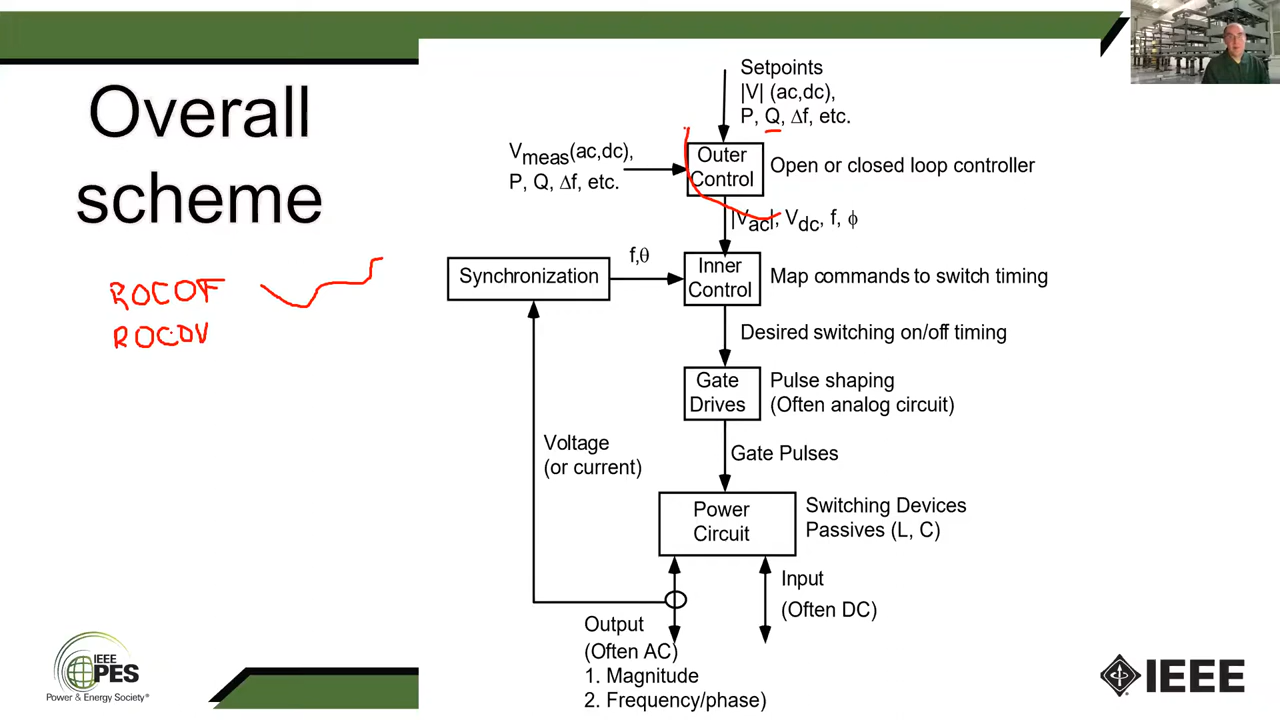 Overall
scheme
ROCOF
ROCOV
Setpoints
|V| (ac,dc),
P, Q, Δf, etc.
Vmeas(ac,dc),
P, Q, Δf, etc.
Outer
Control
Open or closed loop controller
|Vac|, Vdc, f, ϕ
Synchronization
f,θ
Inner
Control
Map commands to switch timing
Desired switching on/off timing
Gate
Drives
Pulse shaping
(Often analog circuit)
Voltage
(or current)
Gate Pulses
Power
Circuit
Switching Devices
Passives (L, C)
Input
(Often DC)
Output
(Often AC)
1. Magnitude
2. Frequency/phase)
IEEE
PES
Power & Energy Society®
IEEE